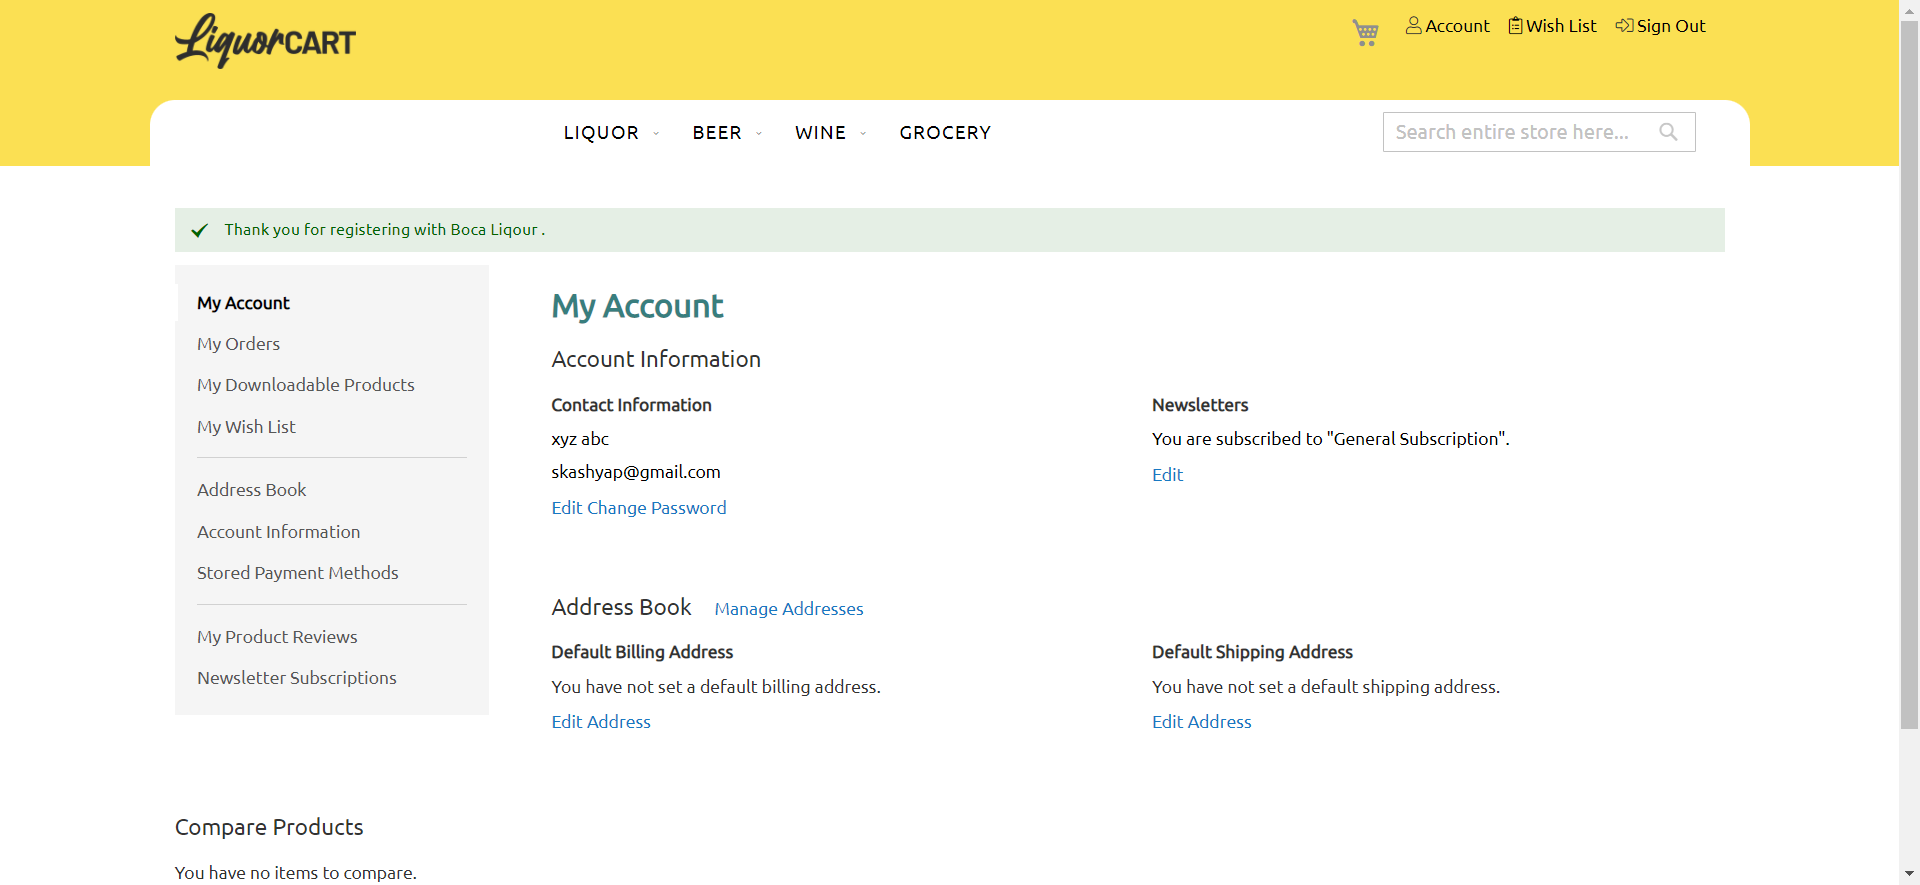 LiquorCART
Account
Wish List
Sign Out
LIQUOR
BEER
WINE
GROCERY
Search entire store here...
Thank you for registering with Boca Liqour .
My Account
My Orders
My Downloadable Products
My Wish List
Address Book
Account Information
Stored Payment Methods
My Product Reviews
Newsletter Subscriptions
My Account
Account Information
Contact Information
xyz abc
skashyap@gmail.com
Edit Change Password
Newsletters
You are subscribed to "General Subscription".
Edit
Address Book Manage Addresses
Default Billing Address
You have not set a default billing address.
Edit Address
Default Shipping Address
You have not set a default shipping address.
Edit Address
Compare Products
You have no items to compare.